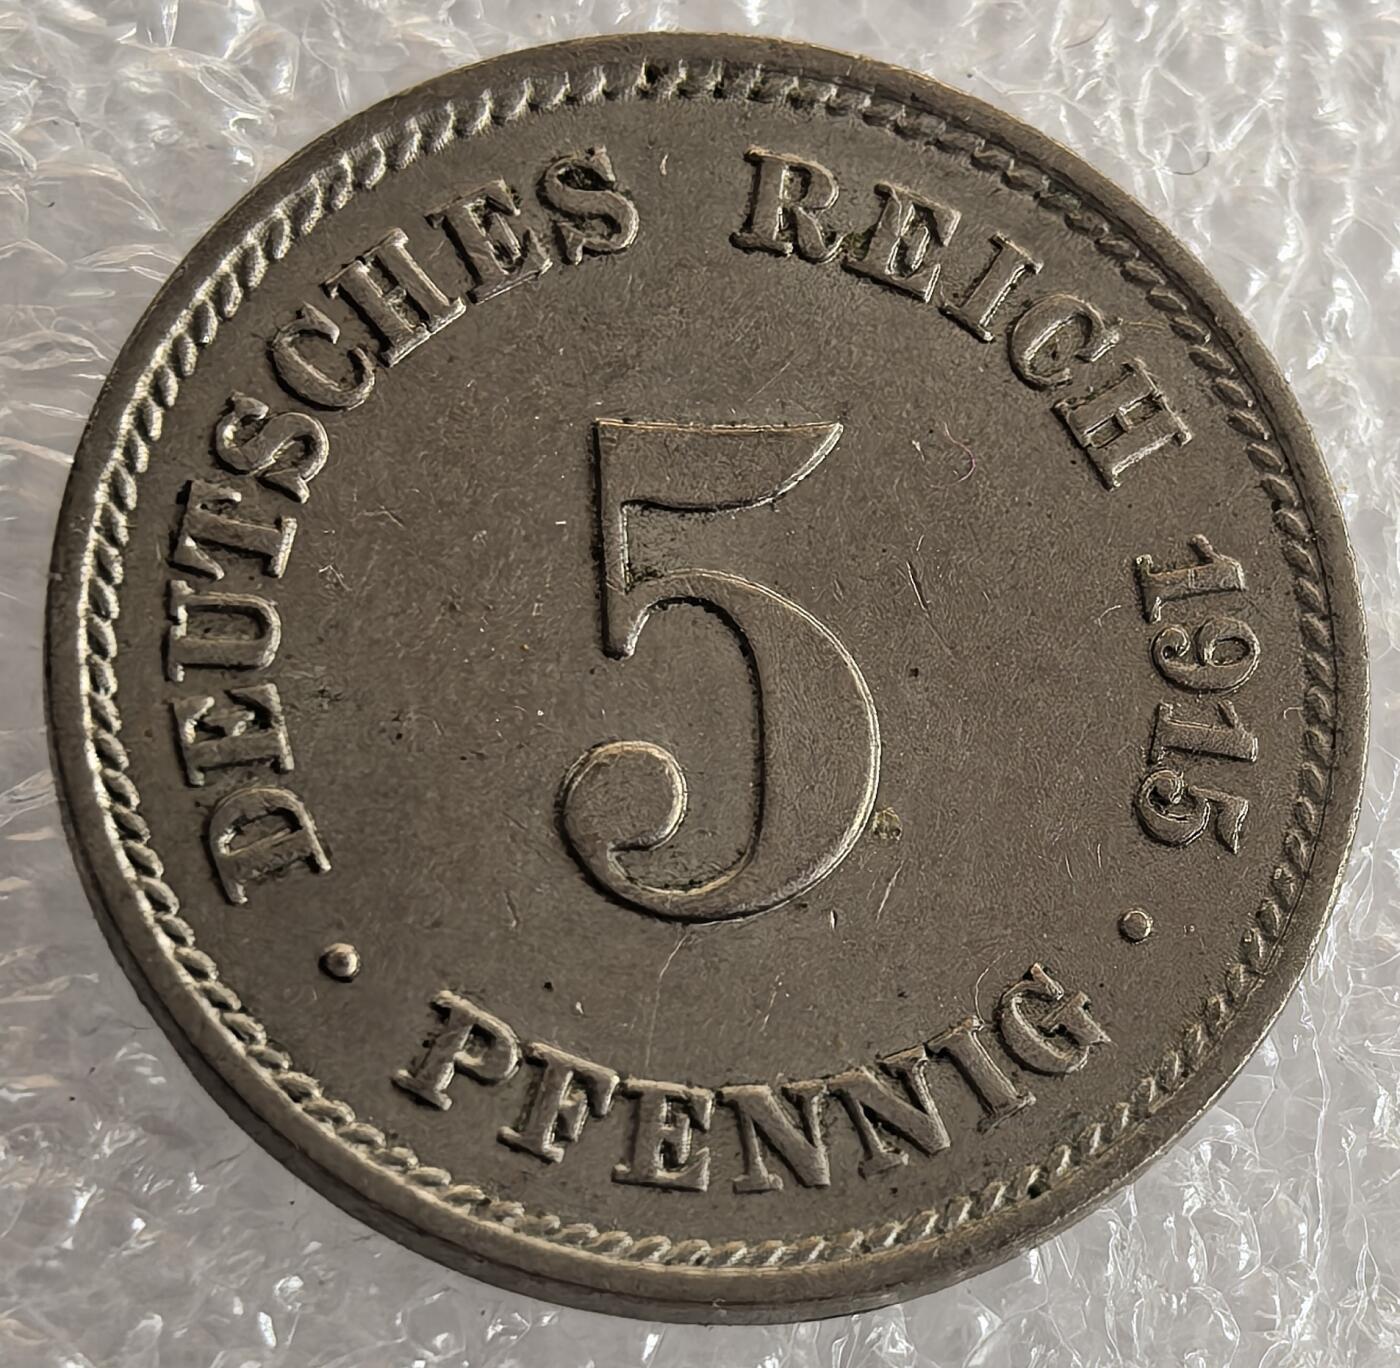 DEUTSCHES REICH 1915
5
· PFENNIG ·